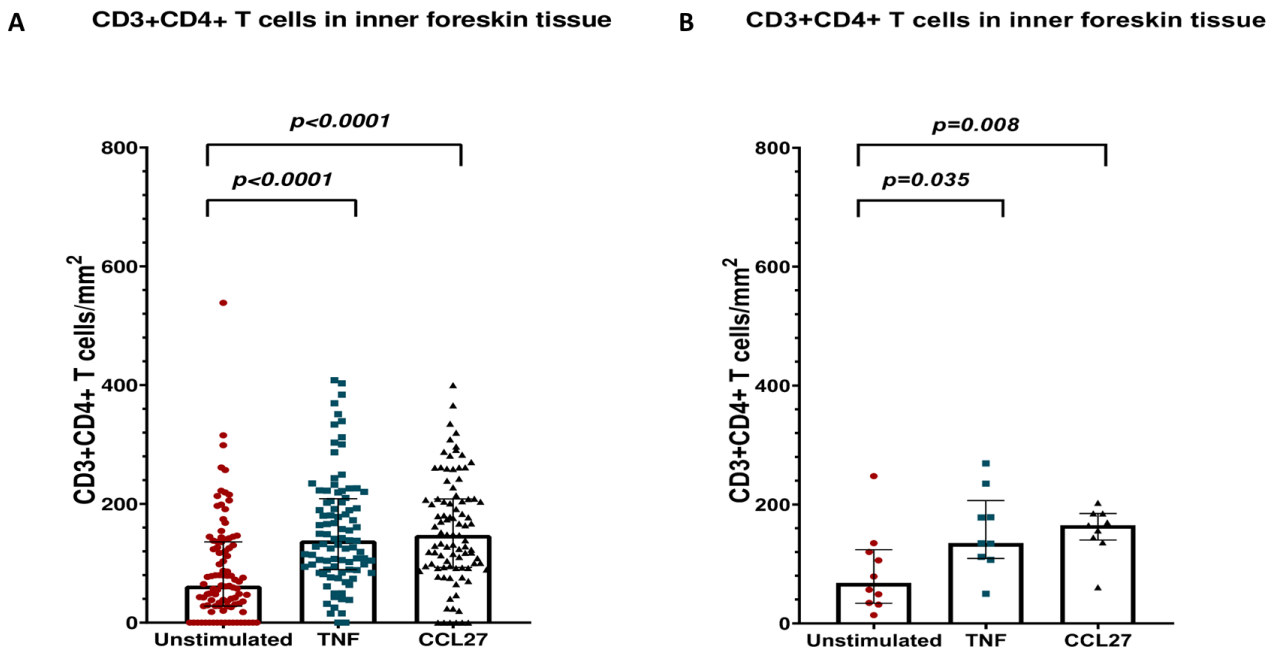 A
CD3+CD4+ T cells in inner foreskin tissue
p<0.0001
p<0.0001
800
600
400
200
0
CD3+CD4+ T cells/mm²
Unstimulated
TNF
CCL27
B
CD3+CD4+ T cells in inner foreskin tissue
p=0.008
p=0.035
800
600
400
200
0
CD3+CD4+ T cells/mm²
Unstimulated
TNF
CCL27